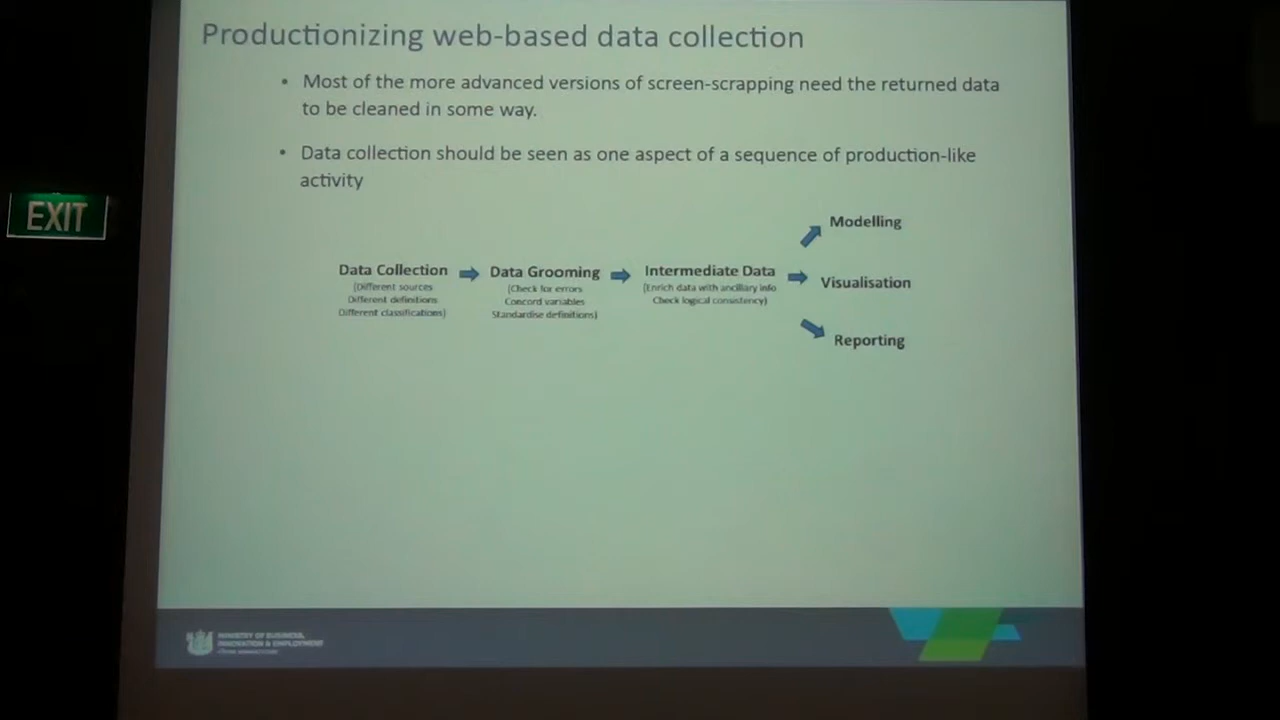 Productionizing web-based data collection
• Most of the more advanced versions of screen-scrapping need the returned data
to be cleaned in some way.
• Data collection should be seen as one aspect of a sequence of production-like
activity
EXIT
Modelling
Data Collection
(Different sources
Different definitions
Different classifications)
Data Grooming
(Check for errors
Concord variables
Standardise definitions)
Intermediate Data
(Enrich data with ancillary info
Check logical consistency)
Visualisation
Reporting
MINISTRY OF BUSINESS,
INNOVATION & EMPLOYMENT